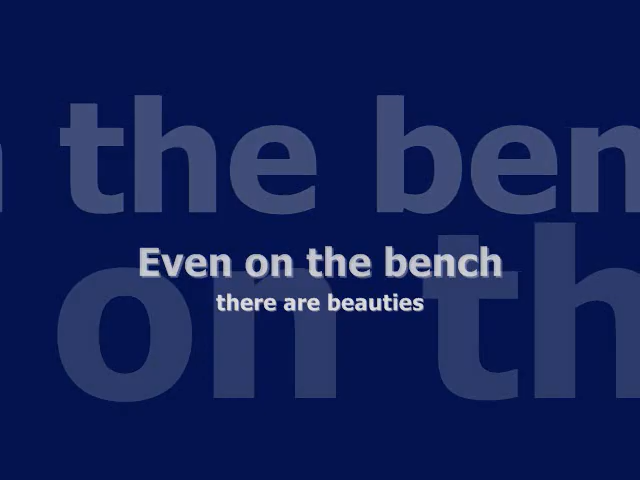 the ben
Even on the bench
there are beauties
on th